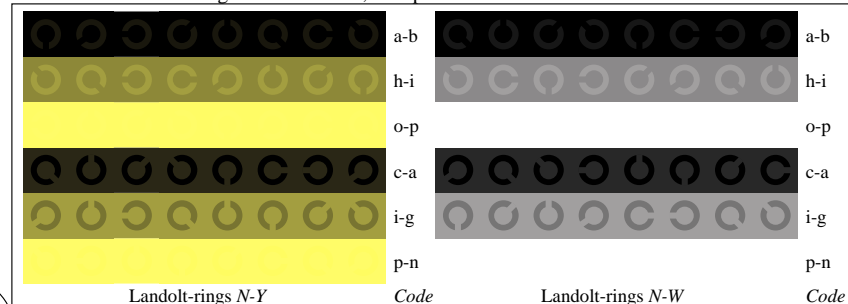 a-b a-b
h-i h-i
o-p o-p
c-a c-a
i-g i-g
p-n p-n
Landolt-rings N-Y Code Landolt-rings N-W Code